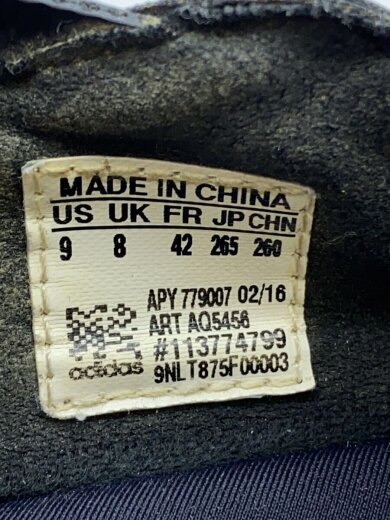 MADE IN CHINA
US UK FR JP CHN
9 8 42 265 260
APY 779007 02/16
ART AQ5456
#113774799
adidas 9NLT875F00003